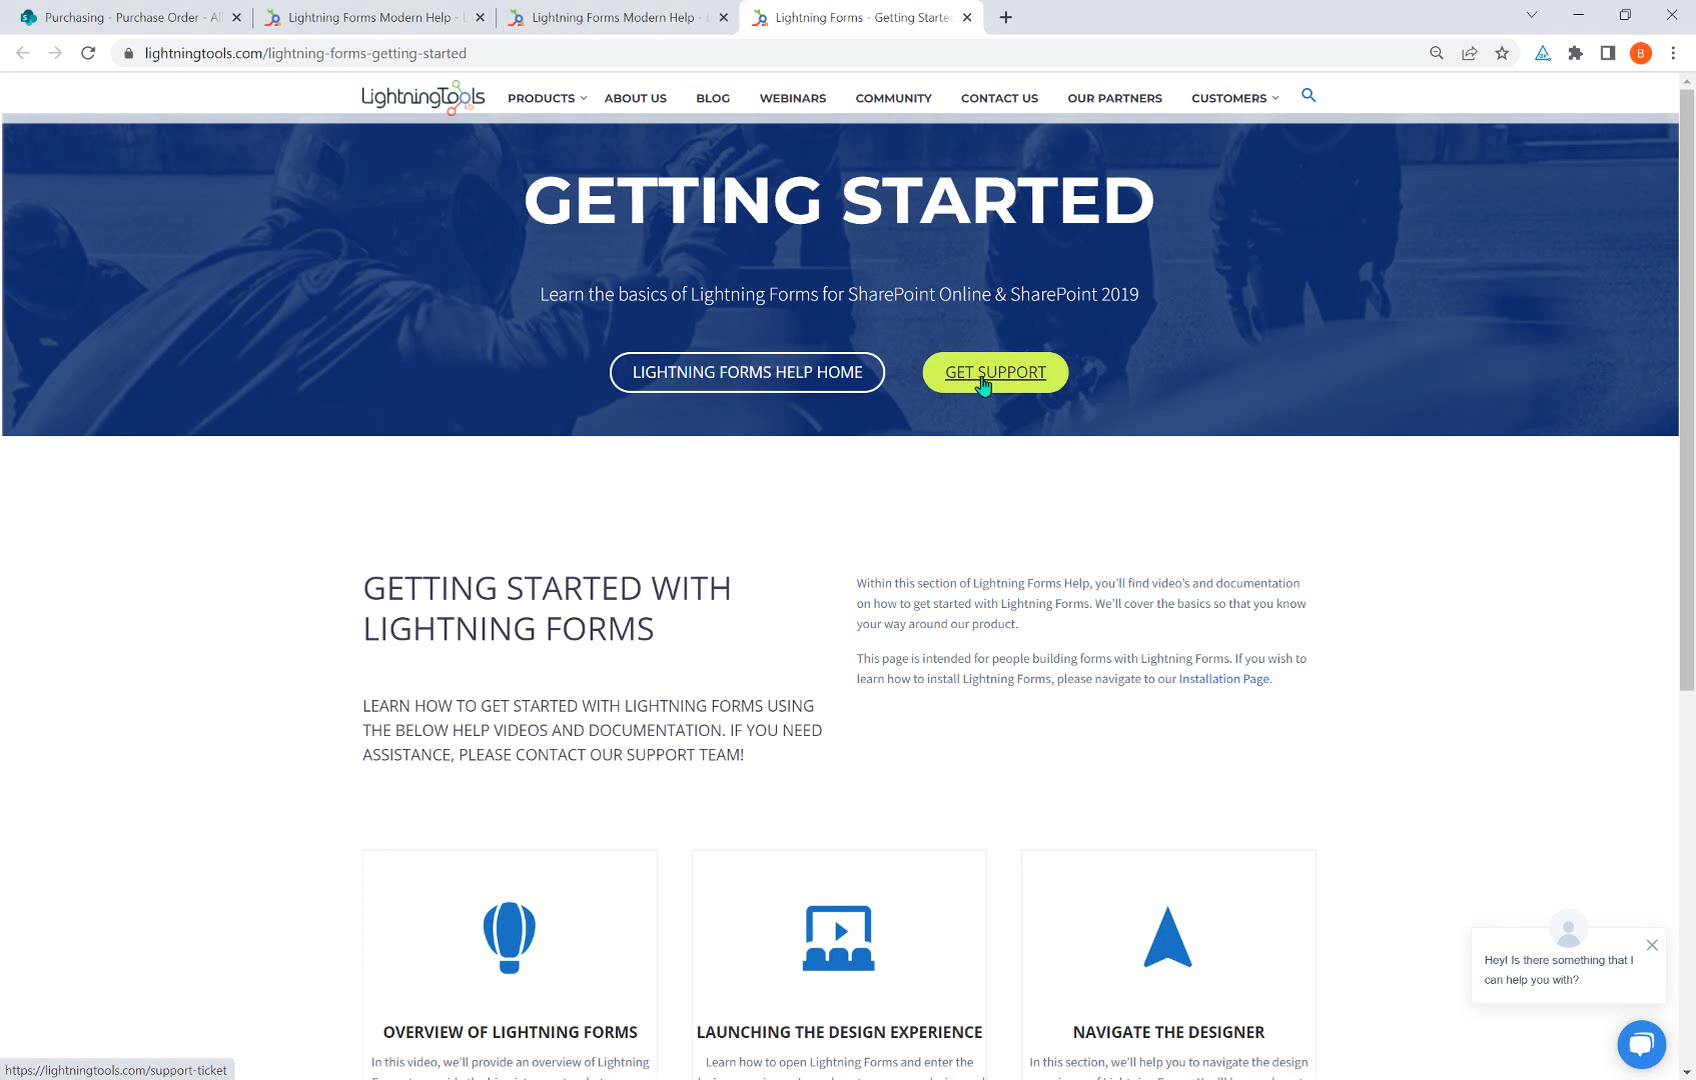 Purchasing - Purchase Order - All
Lightning Forms Modern Help - L
Lightning Forms Modern Help - L
Lightning Forms - Getting Started
lightningtools.com/lightning-forms-getting-started
B
LightningTools
PRODUCTS
ABOUT US
BLOG
WEBINARS
COMMUNITY
CONTACT US
OUR PARTNERS
CUSTOMERS
GETTING STARTED
Learn the basics of Lightning Forms for SharePoint Online & SharePoint 2019
LIGHTNING FORMS HELP HOME
GET SUPPORT
GETTING STARTED WITH
LIGHTNING FORMS
LEARN HOW TO GET STARTED WITH LIGHTNING FORMS USING
THE BELOW HELP VIDEOS AND DOCUMENTATION. IF YOU NEED
ASSISTANCE, PLEASE CONTACT OUR SUPPORT TEAM!
Within this section of Lightning Forms Help, you'll find video's and documentation
on how to get started with Lightning Forms. We'll cover the basics so that you know
your way around our product.
This page is intended for people building forms with Lightning Forms. If you wish to
learn how to install Lightning Forms, please navigate to our Installation Page.
OVERVIEW OF LIGHTNING FORMS
In this video, we'll provide an overview of Lightning
LAUNCHING THE DESIGN EXPERIENCE
Learn how to open Lightning Forms and enter the
NAVIGATE THE DESIGNER
In this section, we'll help you to navigate the design
Hey! Is there something that I
can help you with?
https://lightningtools.com/support-ticket